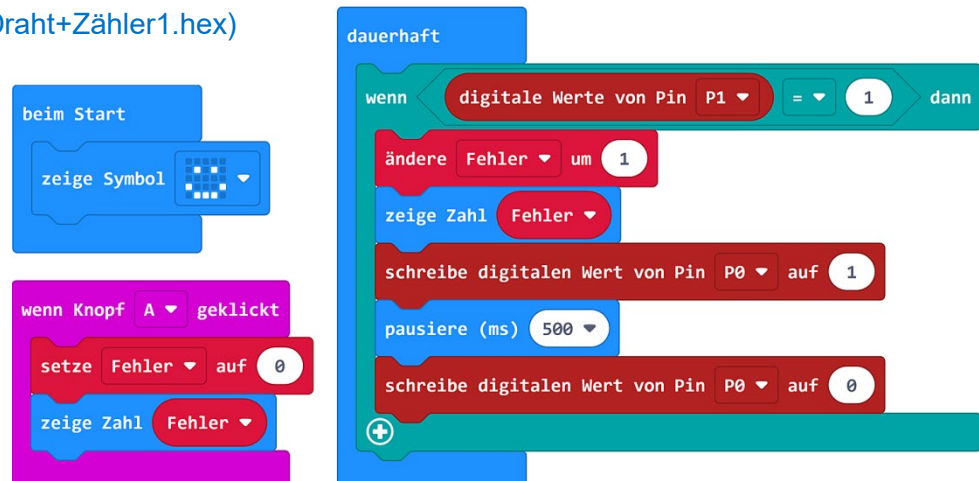 Draht+Zähler1.hex)
beim Start
zeige Symbol
wenn Knopf A geklickt
setze Fehler auf 0
zeige Zahl Fehler
dauerhaft
wenn digitale Werte von Pin P1 = 1 dann
ändere Fehler um 1
zeige Zahl Fehler
schreibe digitalen Wert von Pin P0 auf 1
pausiere (ms) 500
schreibe digitalen Wert von Pin P0 auf 0